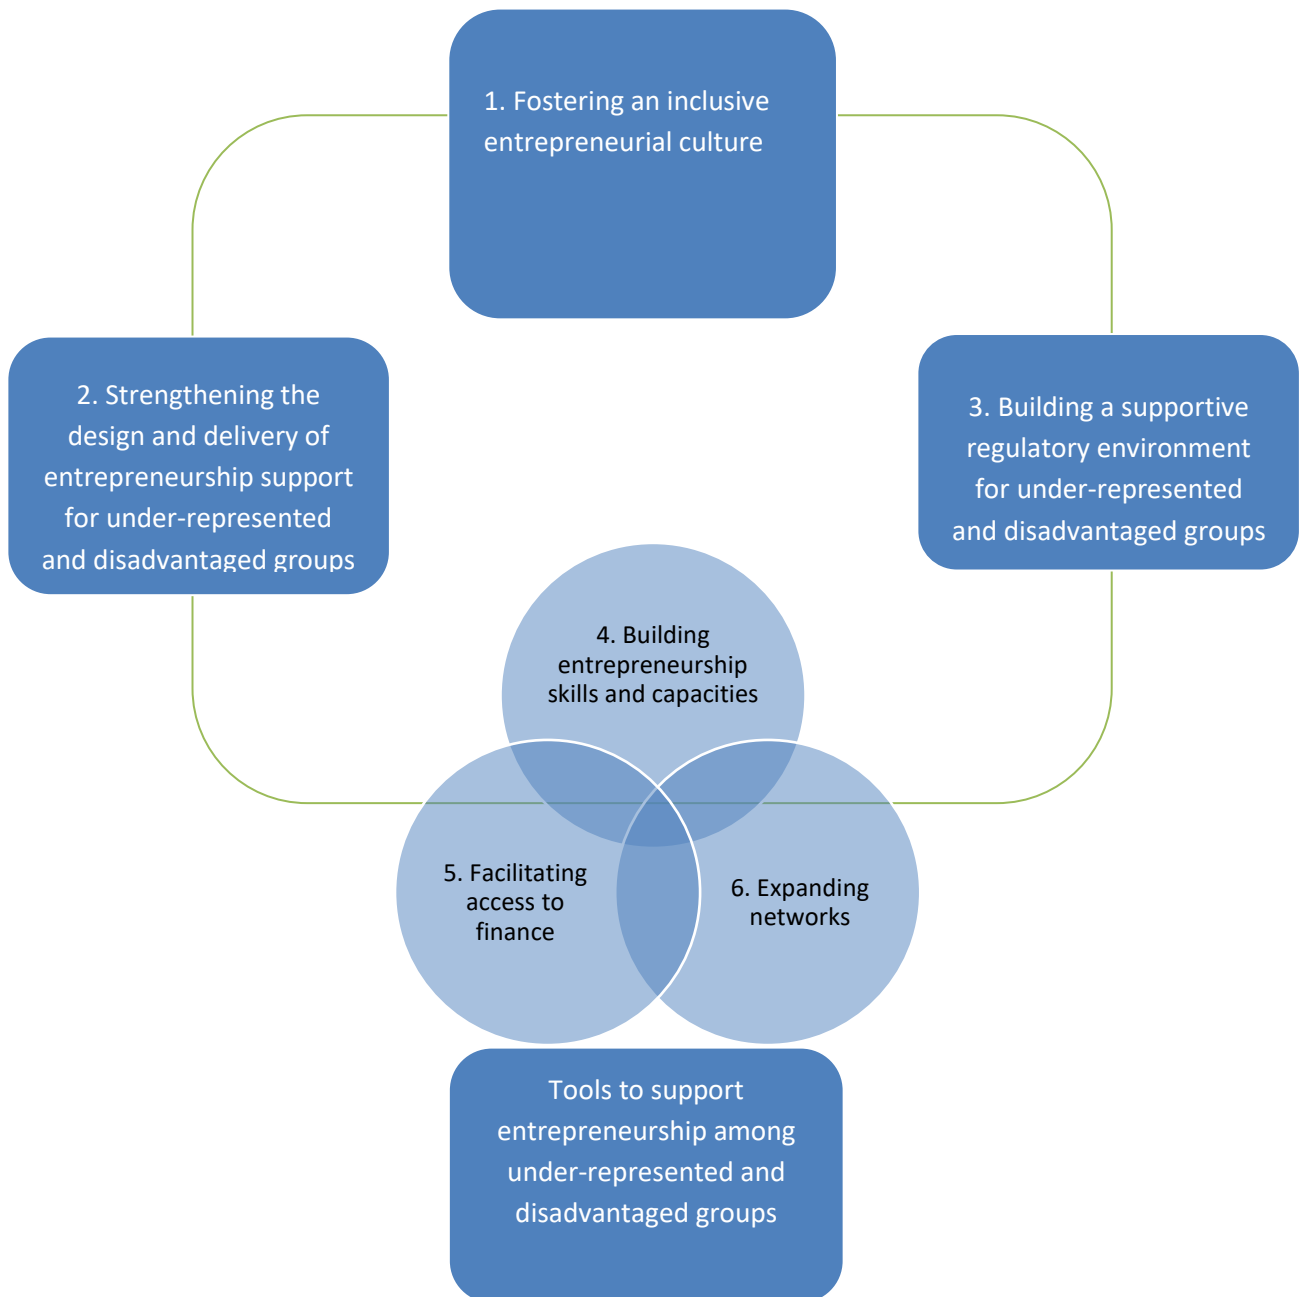 1. Fostering an inclusive
entrepreneurial culture
2. Strengthening the
design and delivery of
entrepreneurship support
for under-represented
and disadvantaged groups
3. Building a supportive
regulatory environment
for under-represented
and disadvantaged groups
4. Building
entrepreneurship
skills and capacities
5. Facilitating
access to
finance
6. Expanding
networks
Tools to support
entrepreneurship among
under-represented and
disadvantaged groups